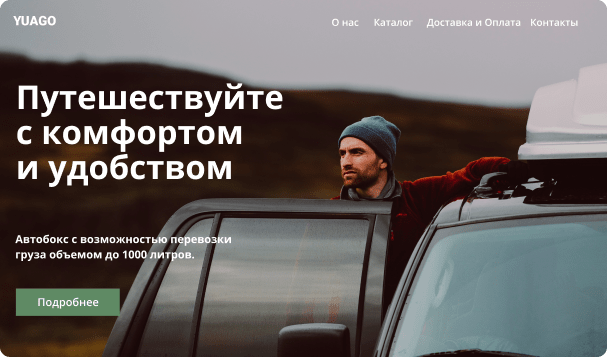 YUAGO
О нас Каталог Доставка и Оплата Контакты
Путешествуйте
с комфортом
и удобством
Автобокс с возможностью перевозки
груза объемом до 1000 литров.
Подробнее